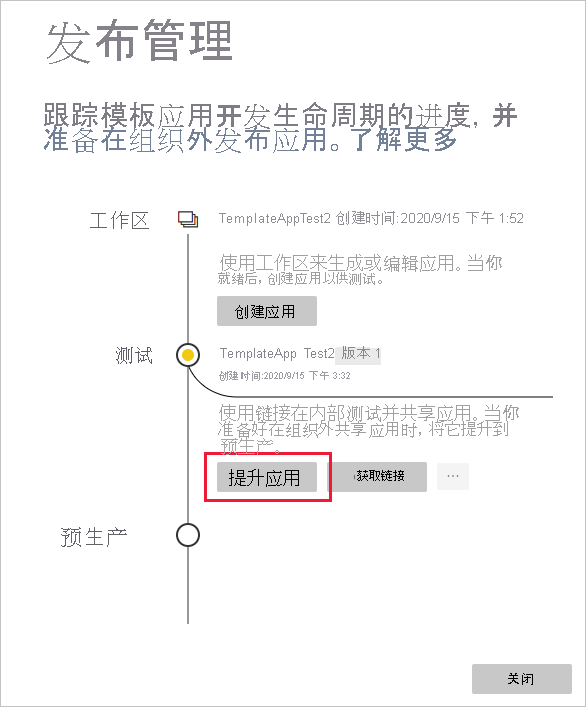 发布管理
跟踪模板应用开发生命周期的进度, 并
准备在组织外发布应用。了解更多
工作区
TemplateAppTest2 创建时间:2020/9/15 下午 1:52
使用工作区来生成或编辑应用。当你
就绪后, 创建应用以供测试。
创建应用
测试
TemplateApp Test2 版本 1
创建时间:2020/9/15 下午 3:32
使用链接在内部测试并共享应用。当你
准备好在组织外共享应用时, 将它提升到
预生产。
提升应用
获取链接
...
预生产
关闭